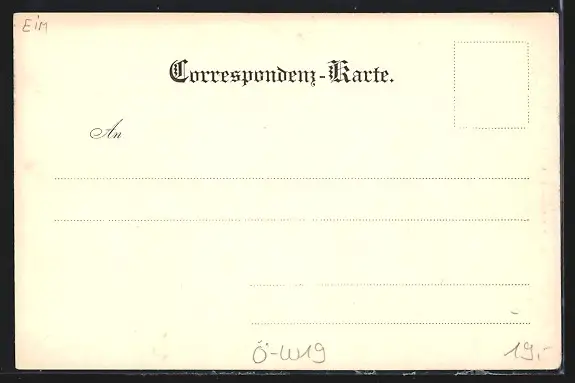 EiM
Correspondenz-Karte.
An
Ö-W19
19,-